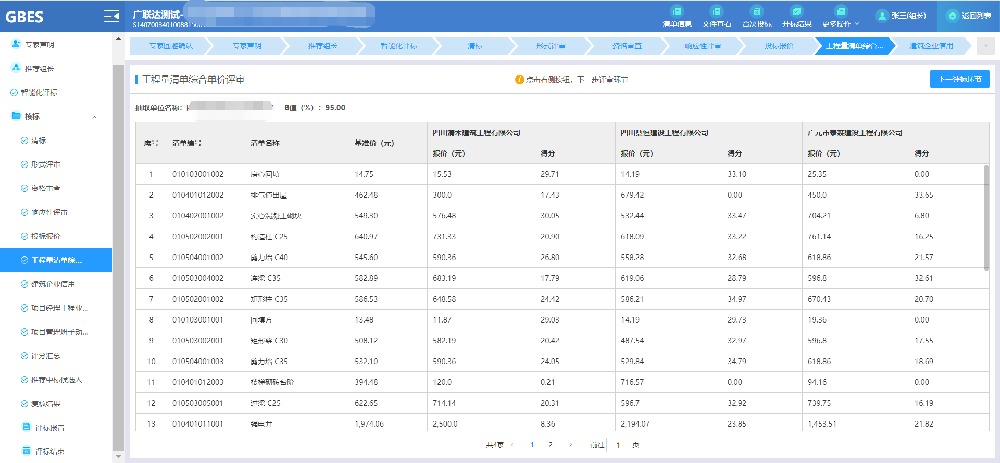 GBES
广联达测试-
清单信息 文件查看 否决投标 开标结果 更多操作 张三(组长) 返回列表
专家声明
推荐组长
智能化评标
核标
清标
形式评审
资格审查
响应性评审
投标报价
工程量清单综...
建筑企业信用
项目经理工程业...
项目管理班子动...
评分汇总
推荐中标候选人
复核结果
评标报告
评标结束
专家回避确认 专家声明 推荐组长 智能化评标 清标 形式评审 资格审查 响应性评审 投标报价 工程量清单综合... 建筑企业信用
工程量清单综合单价评审 点击右侧按钮，下一步评审环节 下一评标环节
抽取单位名称： B值（%）：95.00
序号 清单编号 清单名称 基准价（元） 四川清木建筑工程有限公司 四川鼎恒建设工程有限公司 广元市泰森建设工程有限公司
报价（元） 得分 报价（元） 得分 报价（元） 得分
1 010103001002 房心回填 14.75 15.53 29.71 14.19 33.10 25.35 0.00
2 010401012002 排气道出屋 462.48 300.0 17.43 679.42 0.00 450.0 33.65
3 010402001002 实心混凝土砌块 549.30 576.48 30.05 532.44 33.47 704.21 6.80
4 010502002001 构造柱 C25 640.97 731.33 20.90 618.09 33.22 761.14 16.25
5 010504001002 剪力墙 C40 545.60 590.36 26.80 558.28 32.68 618.86 21.57
6 010503004002 连梁 C35 582.89 683.19 17.79 619.06 28.79 596.8 32.61
7 010502001002 矩形柱 C35 586.53 648.58 24.42 586.21 34.97 670.43 20.70
8 010103001001 回填方 13.48 11.87 29.03 14.19 29.73 19.36 0.00
9 010503002001 矩形梁 C30 508.12 582.19 20.42 487.54 32.97 596.8 17.55
10 010504001003 剪力墙 C35 532.10 590.36 24.05 529.84 34.79 618.86 18.69
11 010401012003 楼梯砌砖台阶 394.48 120.0 0.21 716.57 0.00 94.16 0.00
12 010503005001 过梁 C25 622.65 714.14 20.31 596.7 32.92 739.75 16.19
13 010401011001 强电井 1,974.06 2,500.0 8.36 2,194.07 23.85 1,453.51 21.82
共4家 1 2 前往 1 页